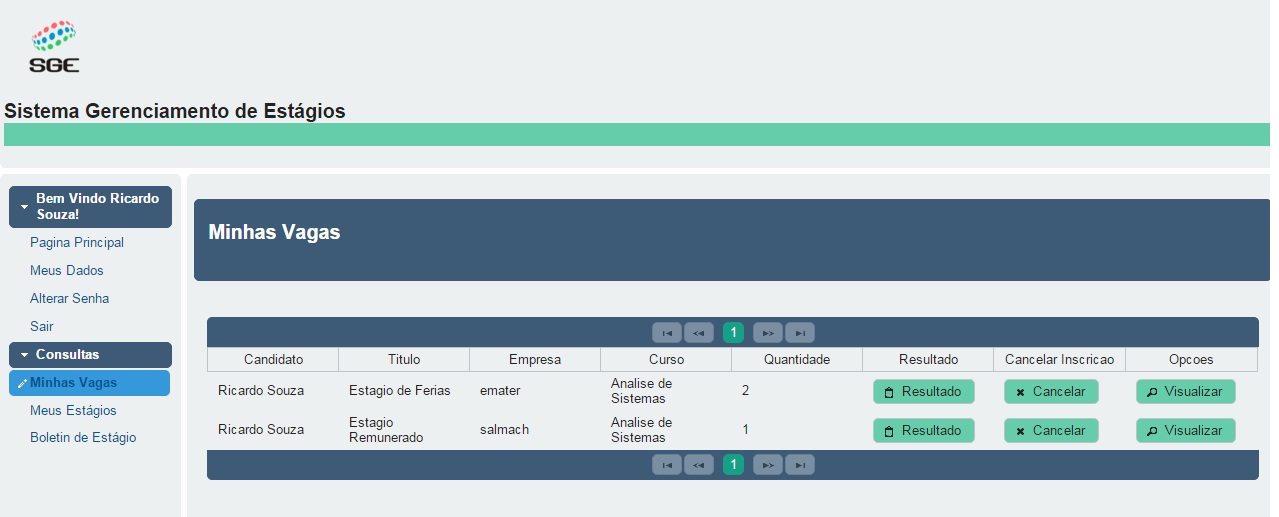 SGE
Sistema Gerenciamento de Estágios
Bem Vindo Ricardo
Souza!
Pagina Principal
Meus Dados
Alterar Senha
Sair
Consultas
Minhas Vagas
Meus Estágios
Boletin de Estágio
Minhas Vagas
1
Candidato Titulo Empresa Curso Quantidade Resultado Cancelar Inscricao Opcoes
Ricardo Souza Estagio de Ferias emater Analise de Sistemas 2 Resultado Cancelar Visualizar
Ricardo Souza Estagio Remunerado salmach Analise de Sistemas 1 Resultado Cancelar Visualizar
1